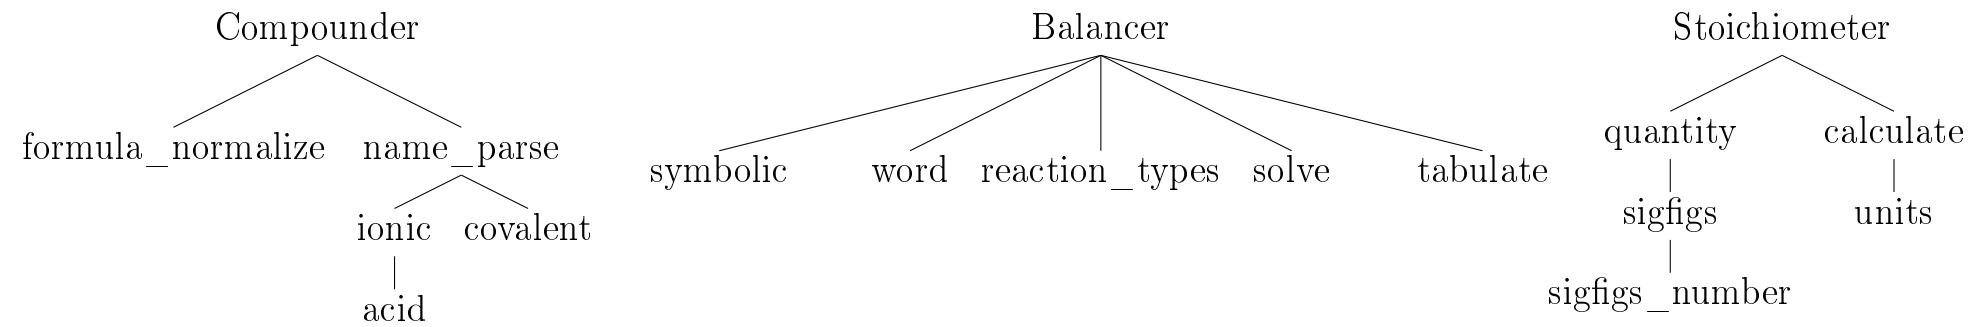 Compounder Balancer Stoichiometer
formula_normalize name_parse symbolic word reaction_types solve tabulate quantity calculate
ionic covalent sigfigs units
acid sigfigs_number